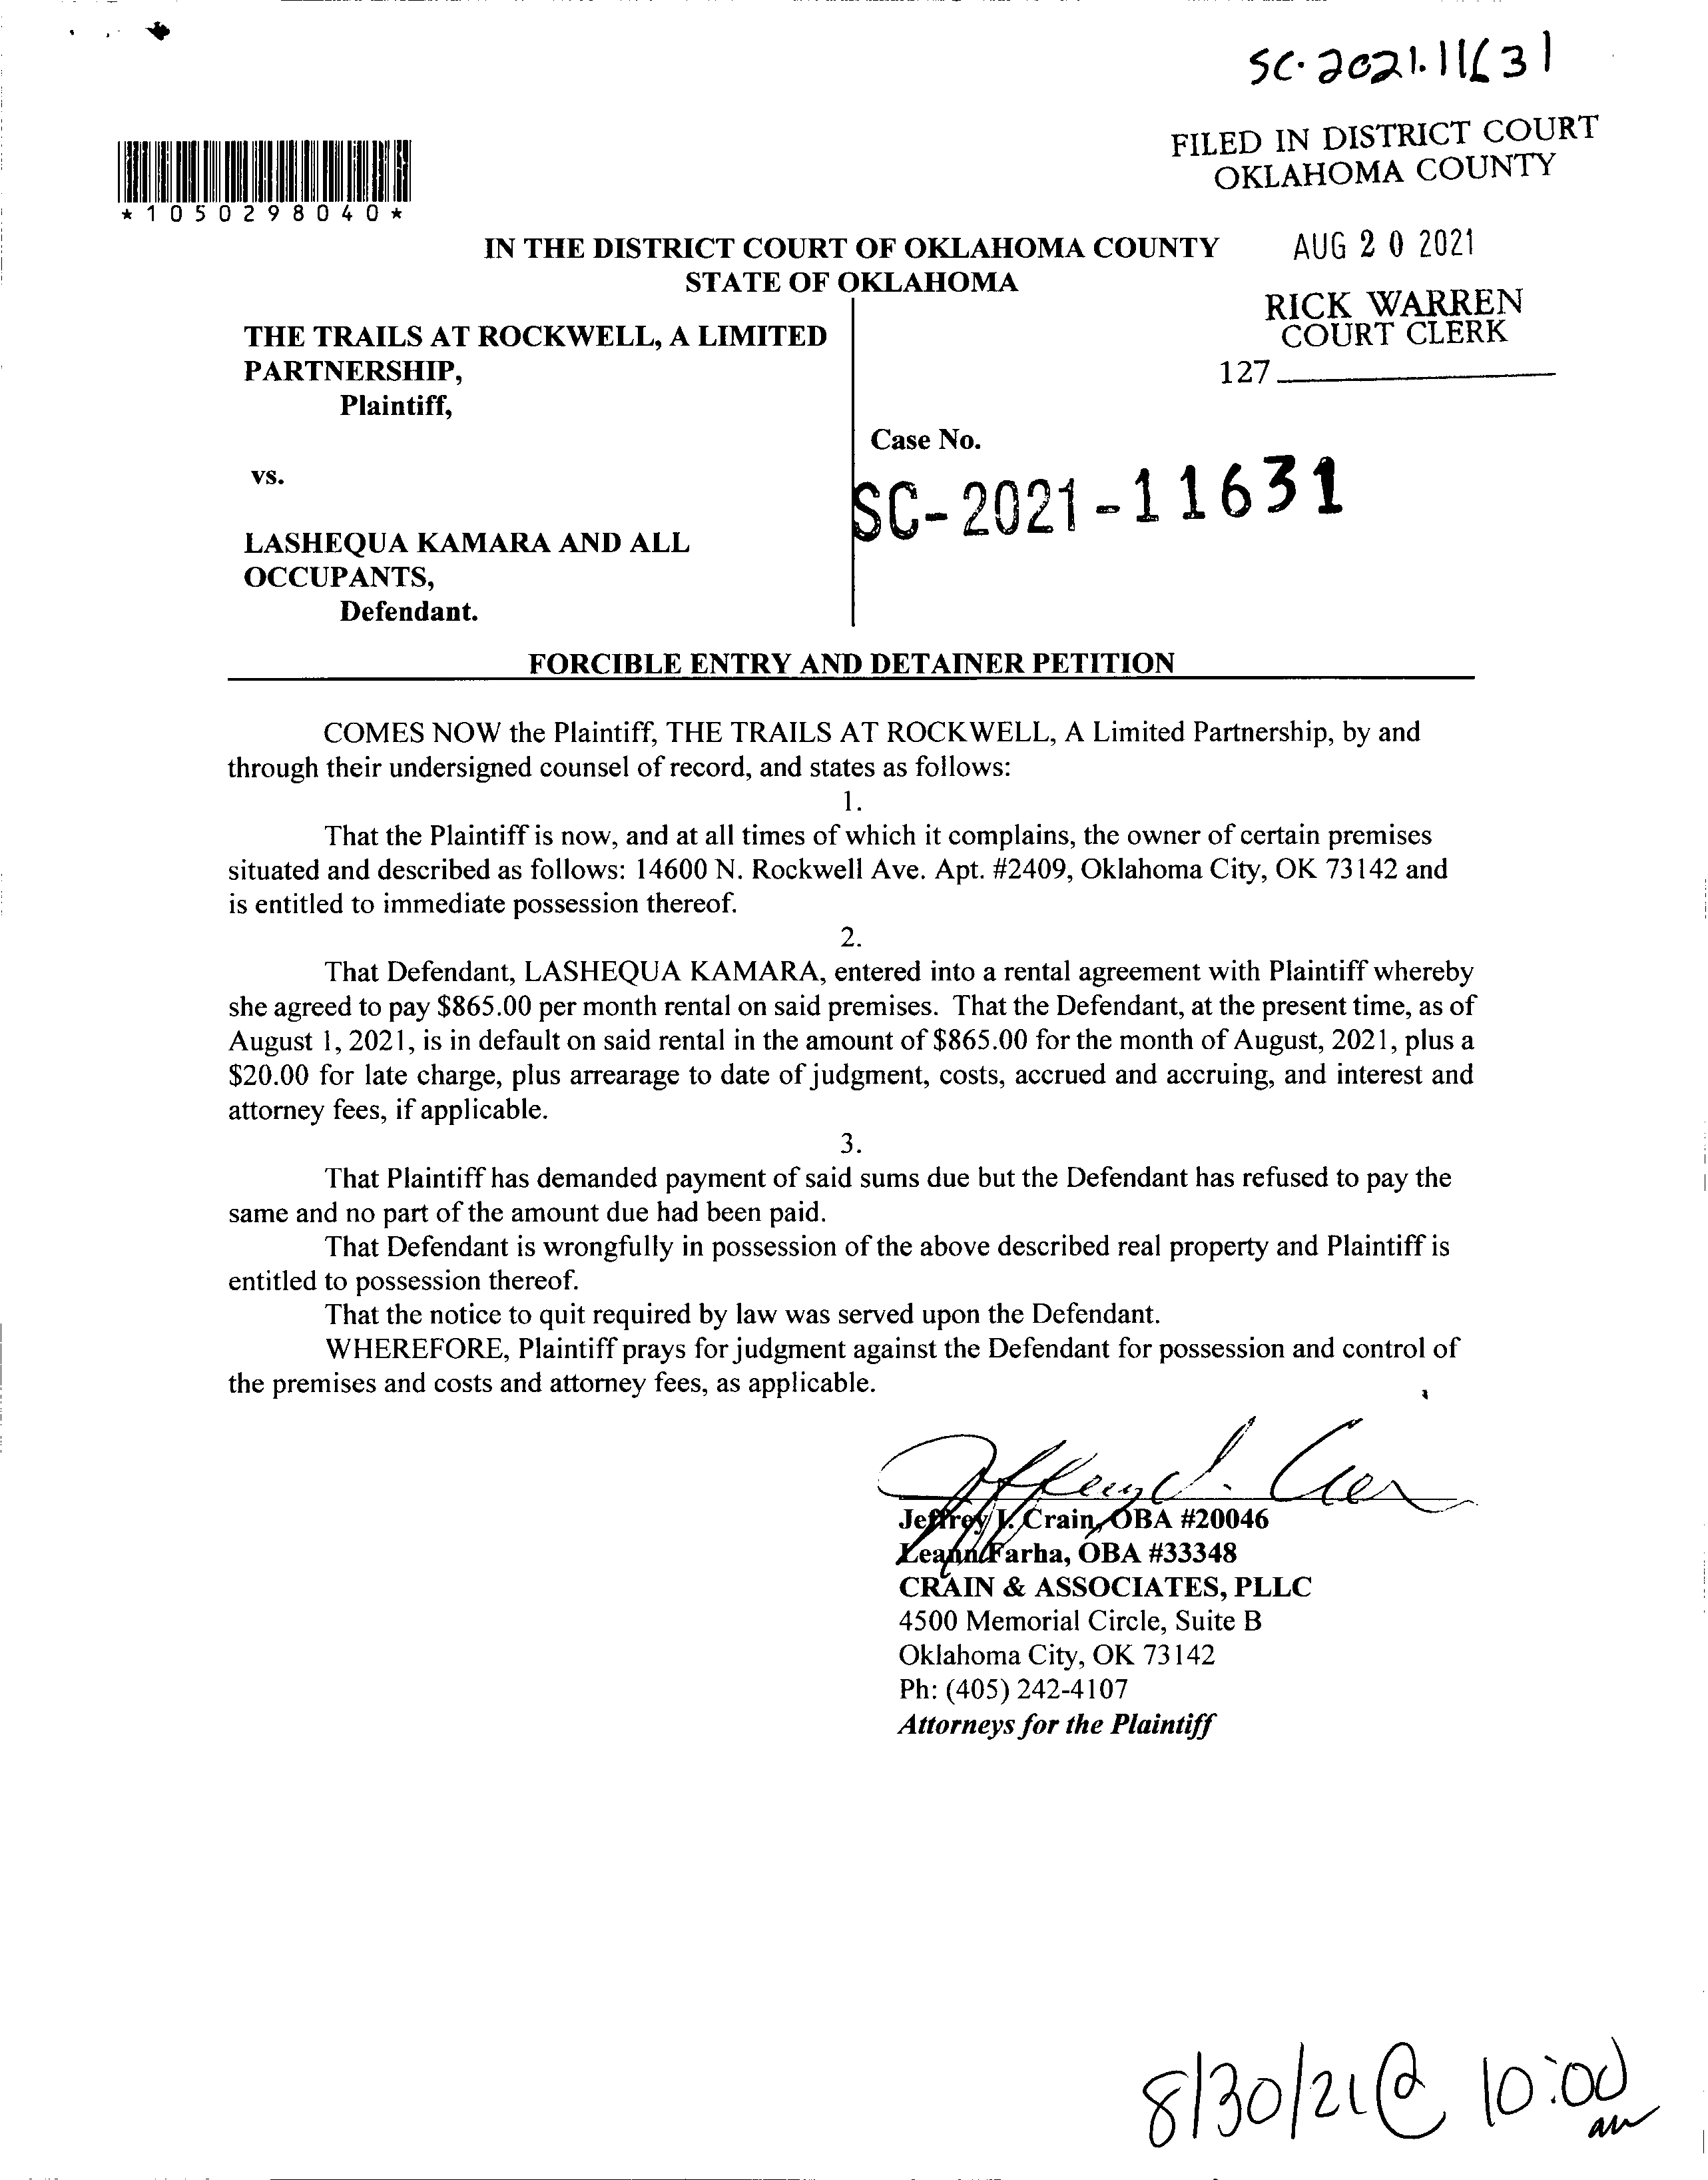 SC-2021-11631
FILED IN DISTRICT COURT
OKLAHOMA COUNTY
*1050298040*
IN THE DISTRICT COURT OF OKLAHOMA COUNTY
STATE OF OKLAHOMA
AUG 20 2021
RICK WARREN
COURT CLERK
127
THE TRAILS AT ROCKWELL, A LIMITED
PARTNERSHIP,
Plaintiff,
vs.
LASHEQUA KAMARA AND ALL
OCCUPANTS,
Defendant.
Case No.
SC-2021-11631
FORCIBLE ENTRY AND DETAINER PETITION
COMES NOW the Plaintiff, THE TRAILS AT ROCKWELL, A Limited Partnership, by and
through their undersigned counsel of record, and states as follows:
1.
That the Plaintiff is now, and at all times of which it complains, the owner of certain premises
situated and described as follows: 14600 N. Rockwell Ave. Apt. #2409, Oklahoma City, OK 73142 and
is entitled to immediate possession thereof.
2.
That Defendant, LASHEQUA KAMARA, entered into a rental agreement with Plaintiff whereby
she agreed to pay $865.00 per month rental on said premises. That the Defendant, at the present time, as of
August 1, 2021, is in default on said rental in the amount of $865.00 for the month of August, 2021, plus a
$20.00 for late charge, plus arrearage to date of judgment, costs, accrued and accruing, and interest and
attorney fees, if applicable.
3.
That Plaintiff has demanded payment of said sums due but the Defendant has refused to pay the
same and no part of the amount due had been paid.
That Defendant is wrongfully in possession of the above described real property and Plaintiff is
entitled to possession thereof.
That the notice to quit required by law was served upon the Defendant.
WHEREFORE, Plaintiff prays for judgment against the Defendant for possession and control of
the premises and costs and attorney fees, as applicable.
Jeffrey I. Crain, OBA #20046
Leann Farha, OBA #33348
CRAIN & ASSOCIATES, PLLC
4500 Memorial Circle, Suite B
Oklahoma City, OK 73142
Ph: (405) 242-4107
Attorneys for the Plaintiff
8/30/21 @ 10:00
am